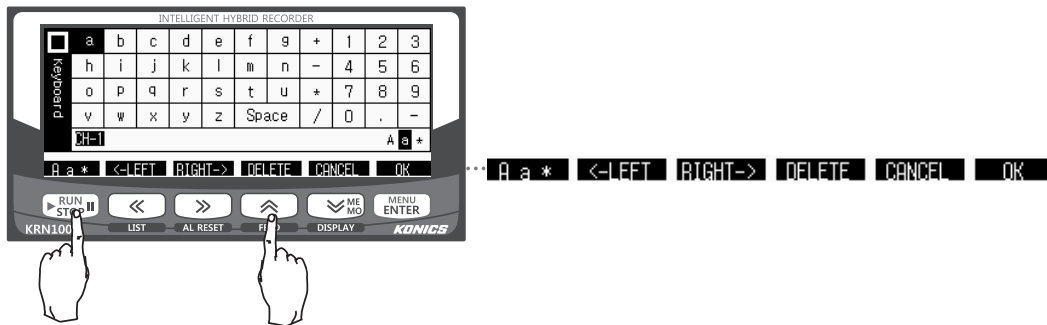 INTELLIGENT HYBRID RECORDER
Keyboard
a b c d e f g + 1 2 3
h i j k l m n - 4 5 6
o p q r s t u * 7 8 9
v w x y z Space / 0 . -
CH-1 A a *
A a * <-LEFT RIGHT-> DELETE CANCEL OK
A a * <-LEFT RIGHT-> DELETE CANCEL OK
RUN STOP
ME MO
MENU ENTER
KRN100 LIST AL RESET DISPLAY KONICS